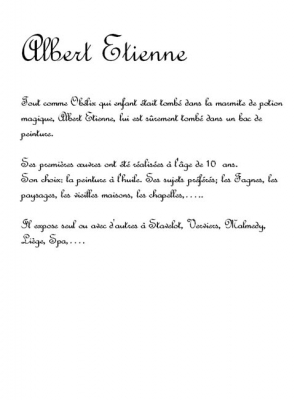 Albert Etienne
Tout comme Obélix qui enfant était tombé dans la marmite de potion
magique, Albert Etienne, lui est sûrement tombé dans un bac de
peinture.
Ses premières œuvres ont été réalisées à l'âge de 10 ans.
Son choix: la peinture à l'huile. Ses sujets préférés; les Fagnes, les
paysages, les vieilles maisons, les chapelles,.....
Il expose seul ou avec d'autres à Stavelot, Verviers, Malmedy,
Liège, Spa,....